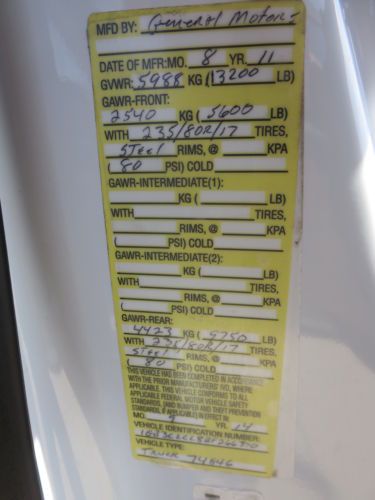 MFD BY: General Motors
DATE OF MFR: MO. 8 YR. 11
GVWR: 5988 KG (13200 LB)
GAWR-FRONT:
2540 KG (5600 LB)
WITH 235/80R/17 TIRES,
STEEL RIMS, @ KPA
(80 PSI) COLD
GAWR-INTERMEDIATE(1):
KG ( LB)
WITH TIRES,
RIMS, @ KPA
( PSI) COLD
GAWR-INTERMEDIATE(2):
KG ( LB)
WITH TIRES,
RIMS, @ KPA
( PSI) COLD
GAWR-REAR:
4423 KG (9750 LB)
WITH 235/80R/17 TIRES,
STEEL RIMS, @ KPA
(80 PSI) COLD
THIS VEHICLE HAS BEEN COMPLETED IN ACCORDANCE
WITH THE PRIOR MANUFACTURERS' IVD, WHERE
APPLICABLE. THIS VEHICLE CONFORMS TO ALL
APPLICABLE FEDERAL MOTOR VEHICLE SAFETY
STANDARDS, (AND BUMPER AND THEFT PREVENTION
STANDARDS, IF APPLICABLE) IN EFFECT IN
MO. YR. 14
VEHICLE IDENTIFICATION NUMBER:
VEHICLE TYPE:
TRUCK 74646